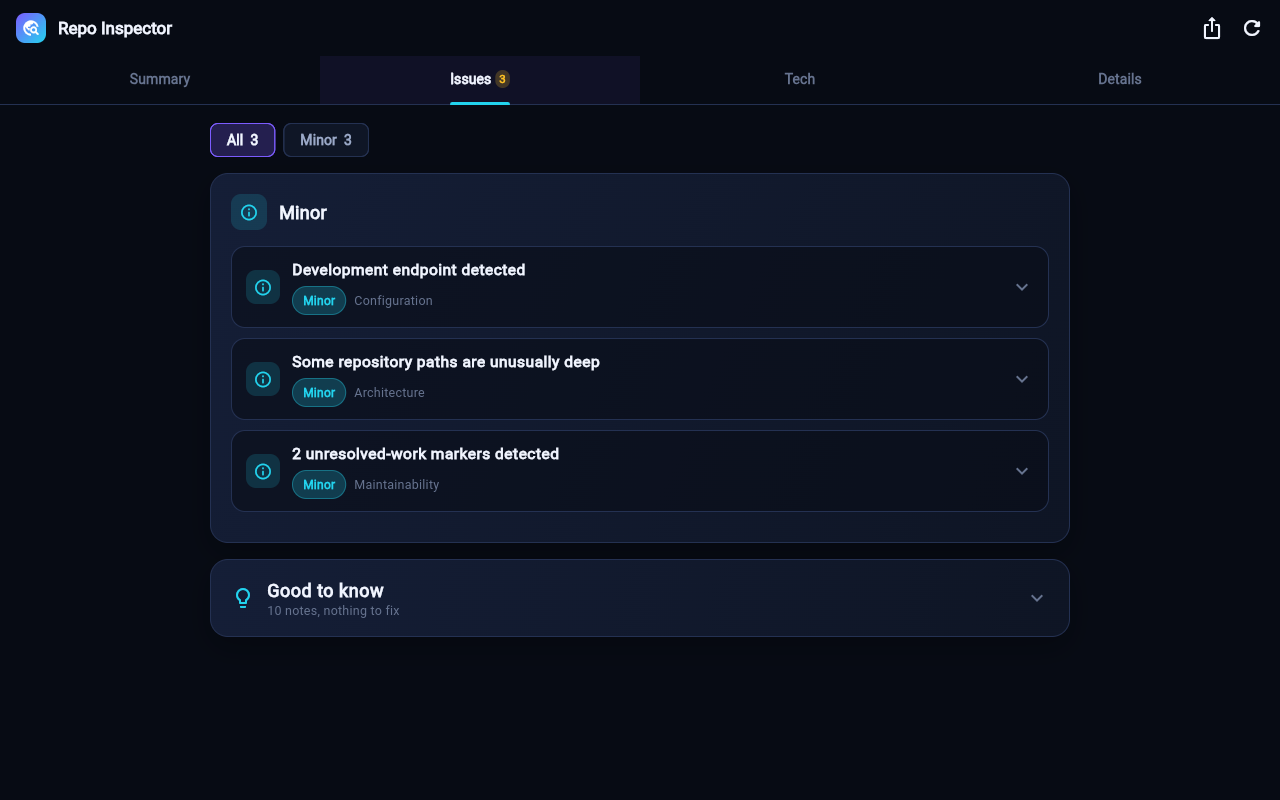 Repo Inspector
Summary
Issues 3
Tech
Details
All 3
Minor 3
Minor
Development endpoint detected
Minor Configuration
Some repository paths are unusually deep
Minor Architecture
2 unresolved-work markers detected
Minor Maintainability
Good to know
10 notes, nothing to fix